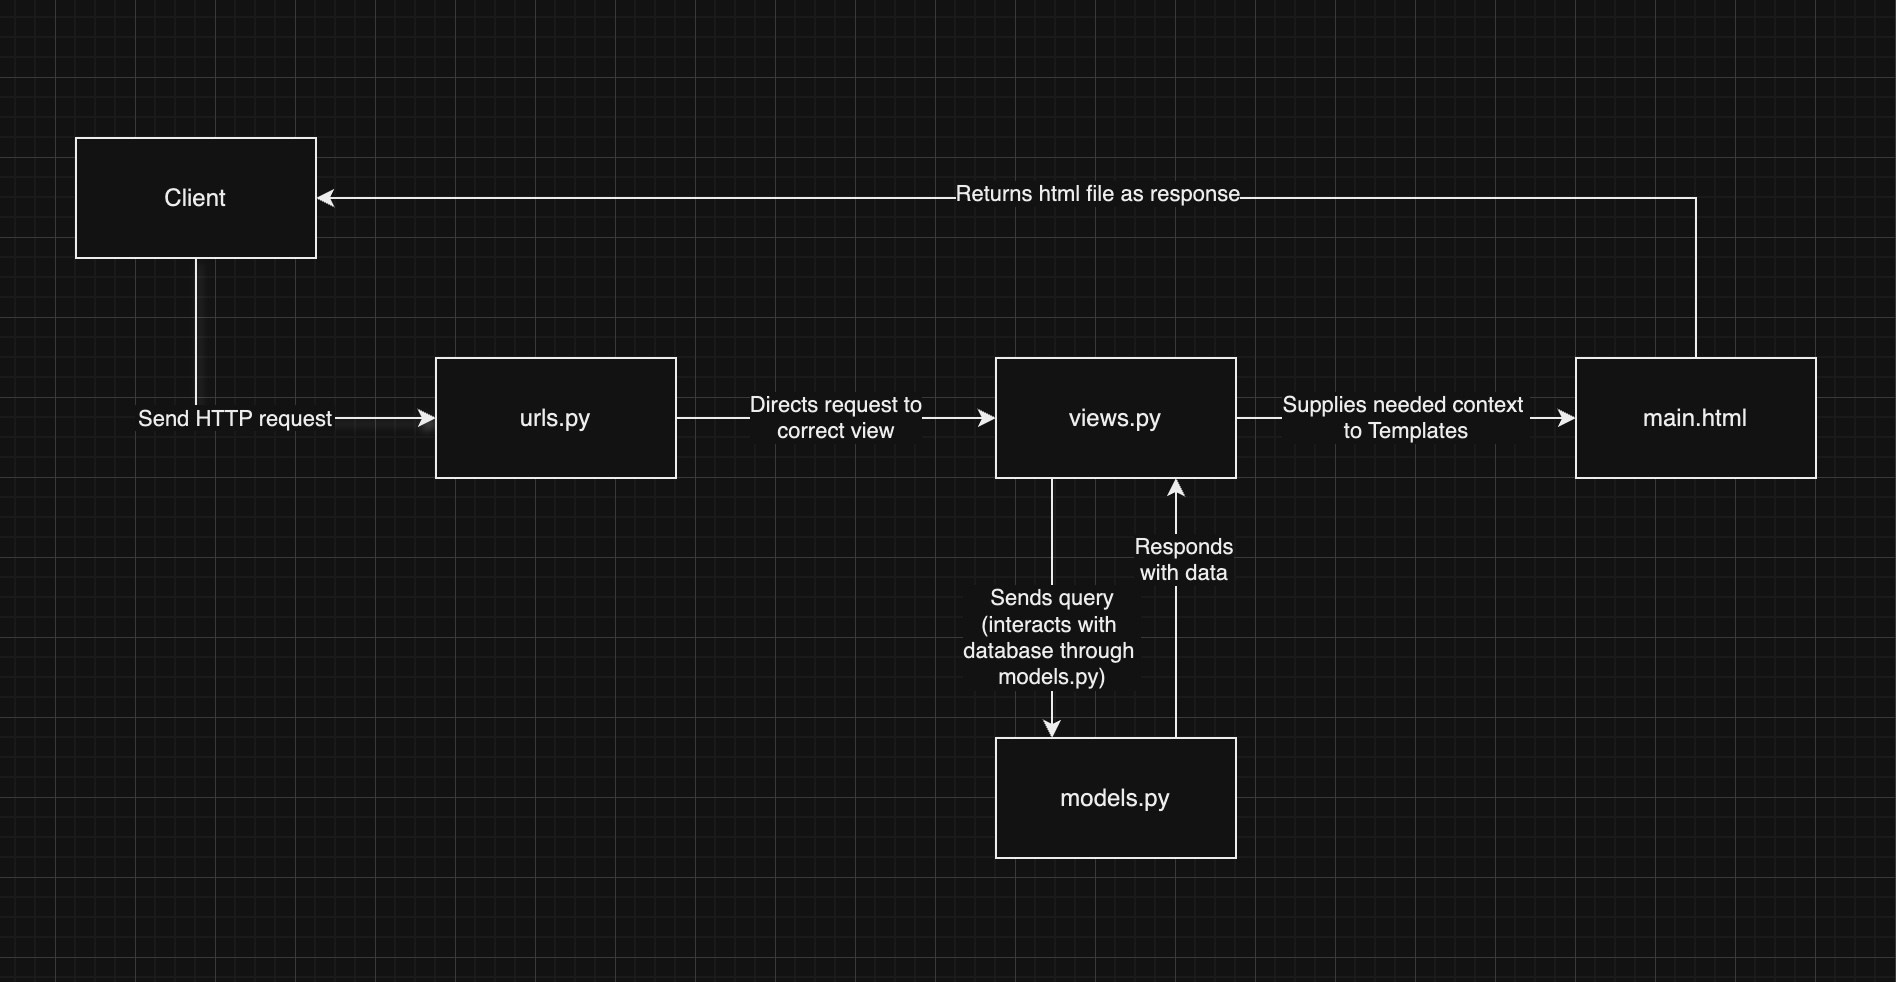 Client
Returns html file as response
Send HTTP request
urls.py
Directs request to
correct view
views.py
Supplies needed context
to Templates
main.html
Responds
with data
Sends query
(interacts with
database through
models.py)
models.py